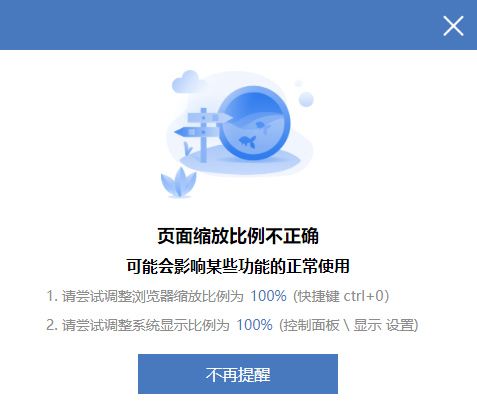 页面缩放比例不正确
可能会影响某些功能的正常使用
1. 请尝试调整浏览器缩放比例为 100% (快捷键 ctrl+0)
2. 请尝试调整系统显示比例为 100% (控制面板 \ 显示 设置)
不再提醒